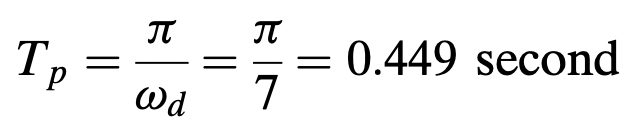 T_p = π/ω_d = π/7 = 0.449 second